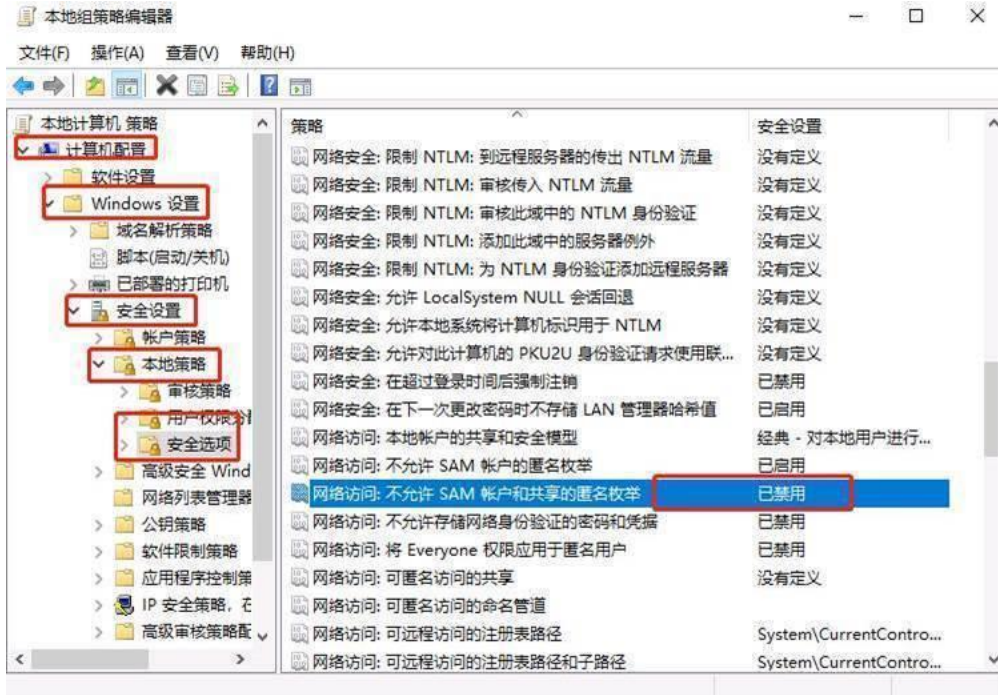 本地组策略编辑器
文件(F) 操作(A) 查看(V) 帮助(H)
本地计算机 策略
计算机配置
软件设置
Windows 设置
域名解析策略
脚本(启动/关机)
已部署的打印机
安全设置
帐户策略
本地策略
审核策略
用户权限分
安全选项
高级安全 Wind
网络列表管理器
公钥策略
软件限制策略
应用程序控制策
IP 安全策略，在
高级审核策略配
策略 安全设置
网络安全: 限制 NTLM: 到远程服务器的传出 NTLM 流量 没有定义
网络安全: 限制 NTLM: 审核传入 NTLM 流量 没有定义
网络安全: 限制 NTLM: 审核此域中的 NTLM 身份验证 没有定义
网络安全: 限制 NTLM: 添加此域中的服务器例外 没有定义
网络安全: 限制 NTLM: 为 NTLM 身份验证添加远程服务器 没有定义
网络安全: 允许 LocalSystem NULL 会话回退 没有定义
网络安全: 允许本地系统将计算机标识用于 NTLM 没有定义
网络安全: 允许对此计算机的 PKU2U 身份验证请求使用联... 没有定义
网络安全: 在超过登录时间后强制注销 已禁用
网络安全: 在下一次更改密码时不存储 LAN 管理器哈希值 已启用
网络访问: 本地帐户的共享和安全模型 经典 - 对本地用户进行...
网络访问: 不允许 SAM 帐户的匿名枚举 已启用
网络访问: 不允许 SAM 帐户和共享的匿名枚举 已禁用
网络访问: 不允许存储网络身份验证的密码和凭据 已禁用
网络访问: 将 Everyone 权限应用于匿名用户 已禁用
网络访问: 可匿名访问的共享 没有定义
网络访问: 可匿名访问的命名管道
网络访问: 可远程访问的注册表路径 System\CurrentContro...
网络访问: 可远程访问的注册表路径和子路径 System\CurrentContro...